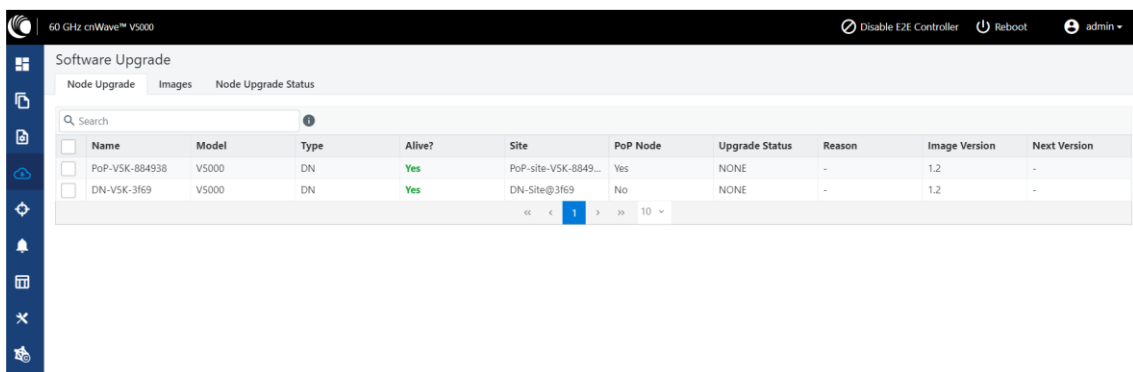 60 GHz cnWave™ V5000 Disable E2E Controller Reboot admin
Software Upgrade
Node Upgrade Images Node Upgrade Status
Search
Name Model Type Alive? Site PoP Node Upgrade Status Reason Image Version Next Version
PoP-V5K-884938 V5000 DN Yes PoP-site-V5K-8849... Yes NONE - 1.2 -
DN-V5K-3f69 V5000 DN Yes DN-Site@3f69 No NONE - 1.2 -
« < 1 > » 10